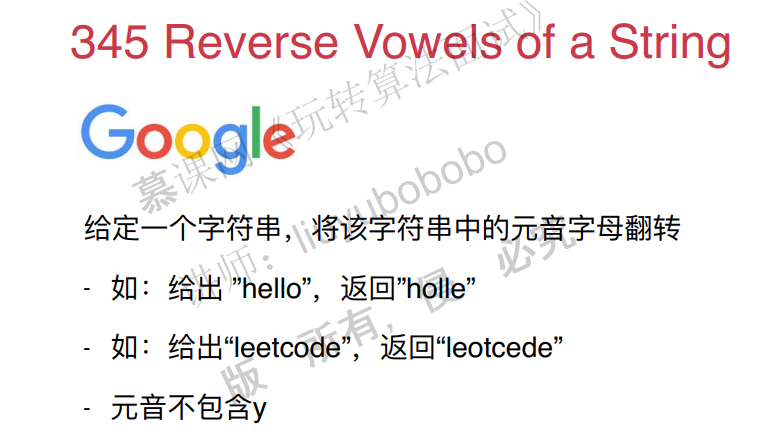 345 Reverse Vowels of a String
Google
慕课网《玩转算法面试》
讲师：liuyubobobo
版 所有，侵 必究
给定一个字符串，将该字符串中的元音字母翻转
- 如：给出 ”hello”，返回”holle”
- 如：给出“leetcode”，返回“leotcede”
- 元音不包含y